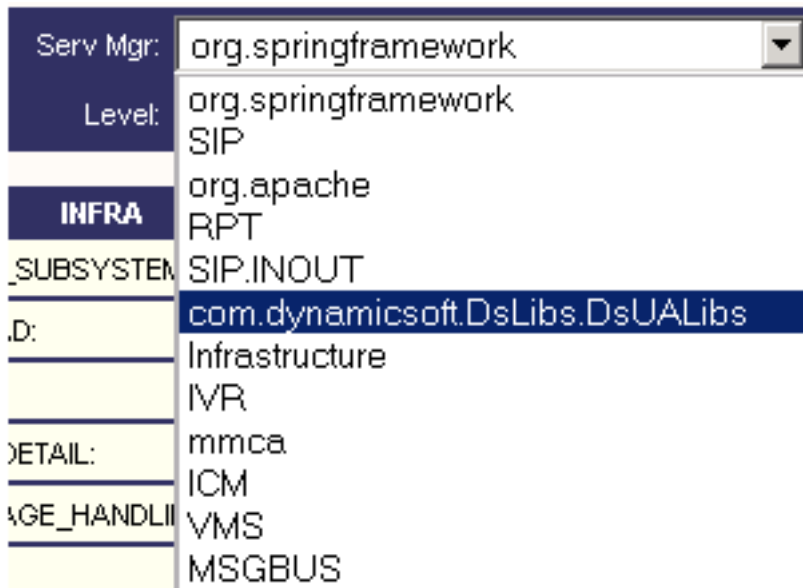 Serv Mgr: org.springframework
Level: org.springframework
SIP
org.apache
INFRA RPT
_SUBSYSTEM SIP.INOUT
com.dynamicsoft.DsLibs.DsUALibs
.D:
Infrastructure
IVR
DETAIL: mmca
ICM
AGE_HANDLI
VMS
MSGBUS